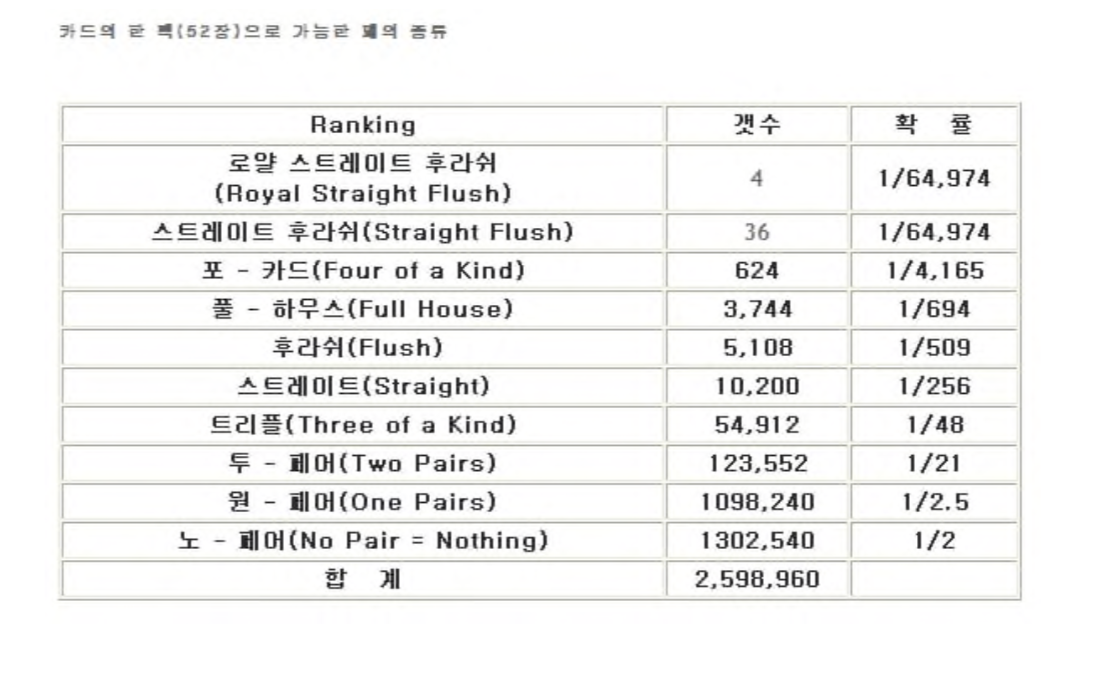 카드의 한 팩(52장)으로 가능한 패의 종류
Ranking 갯수 확 률
로얄 스트레이트 후라쉬
(Royal Straight Flush) 4 1/64,974
스트레이트 후라쉬(Straight Flush) 36 1/64,974
포 - 카드(Four of a Kind) 624 1/4,165
풀 - 하우스(Full House) 3,744 1/694
후라쉬(Flush) 5,108 1/509
스트레이트(Straight) 10,200 1/256
트리플(Three of a Kind) 54,912 1/48
투 - 페어(Two Pairs) 123,552 1/21
원 - 페어(One Pairs) 1098,240 1/2.5
노 - 페어(No Pair = Nothing) 1302,540 1/2
합 계 2,598,960